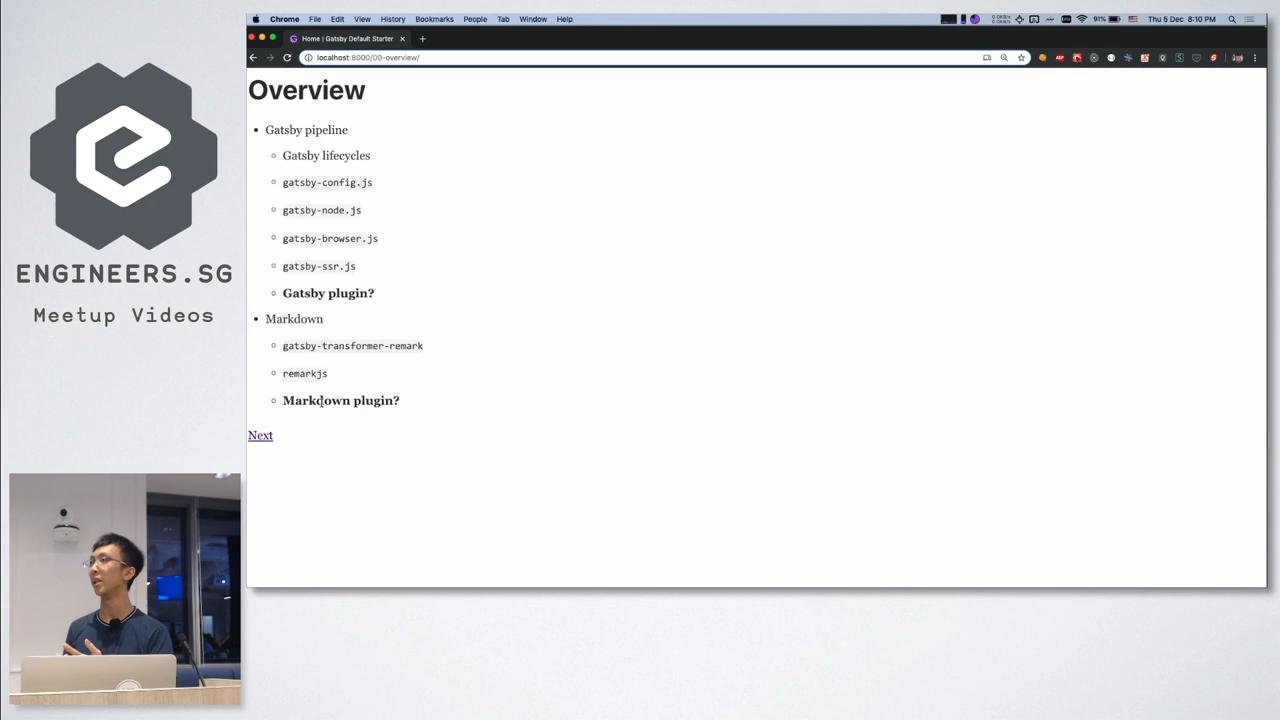 Chrome File Edit View History Bookmarks People Tab Window Help
91% Thu 5 Dec 8:10 PM
Home | Gatsby Default Starter
localhost:8000/00-overview/
Overview
Gatsby pipeline
Gatsby lifecycles
gatsby-config.js
gatsby-node.js
gatsby-browser.js
gatsby-ssr.js
Gatsby plugin?
Markdown
gatsby-transformer-remark
remarkjs
Markdown plugin?
Next
ENGINEERS.SG
Meetup Videos